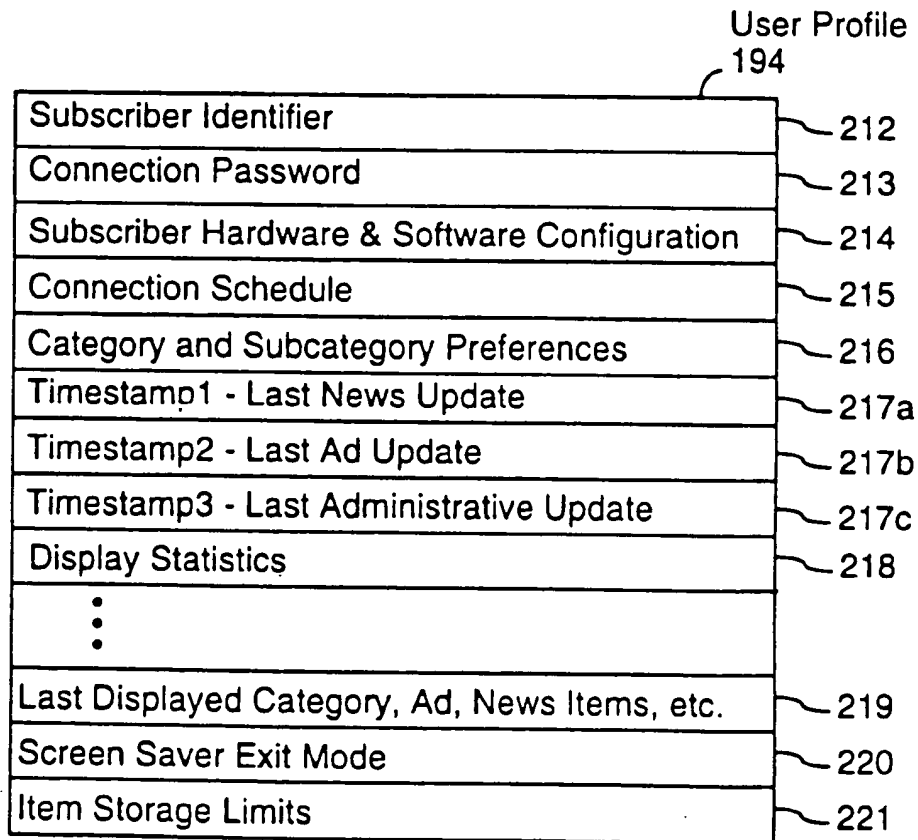 User Profile
194
Subscriber Identifier 212
Connection Password 213
Subscriber Hardware & Software Configuration 214
Connection Schedule 215
Category and Subcategory Preferences 216
Timestamp1 - Last News Update 217a
Timestamp2 - Last Ad Update 217b
Timestamp3 - Last Administrative Update 217c
Display Statistics 218
Last Displayed Category, Ad, News Items, etc. 219
Screen Saver Exit Mode 220
Item Storage Limits 221